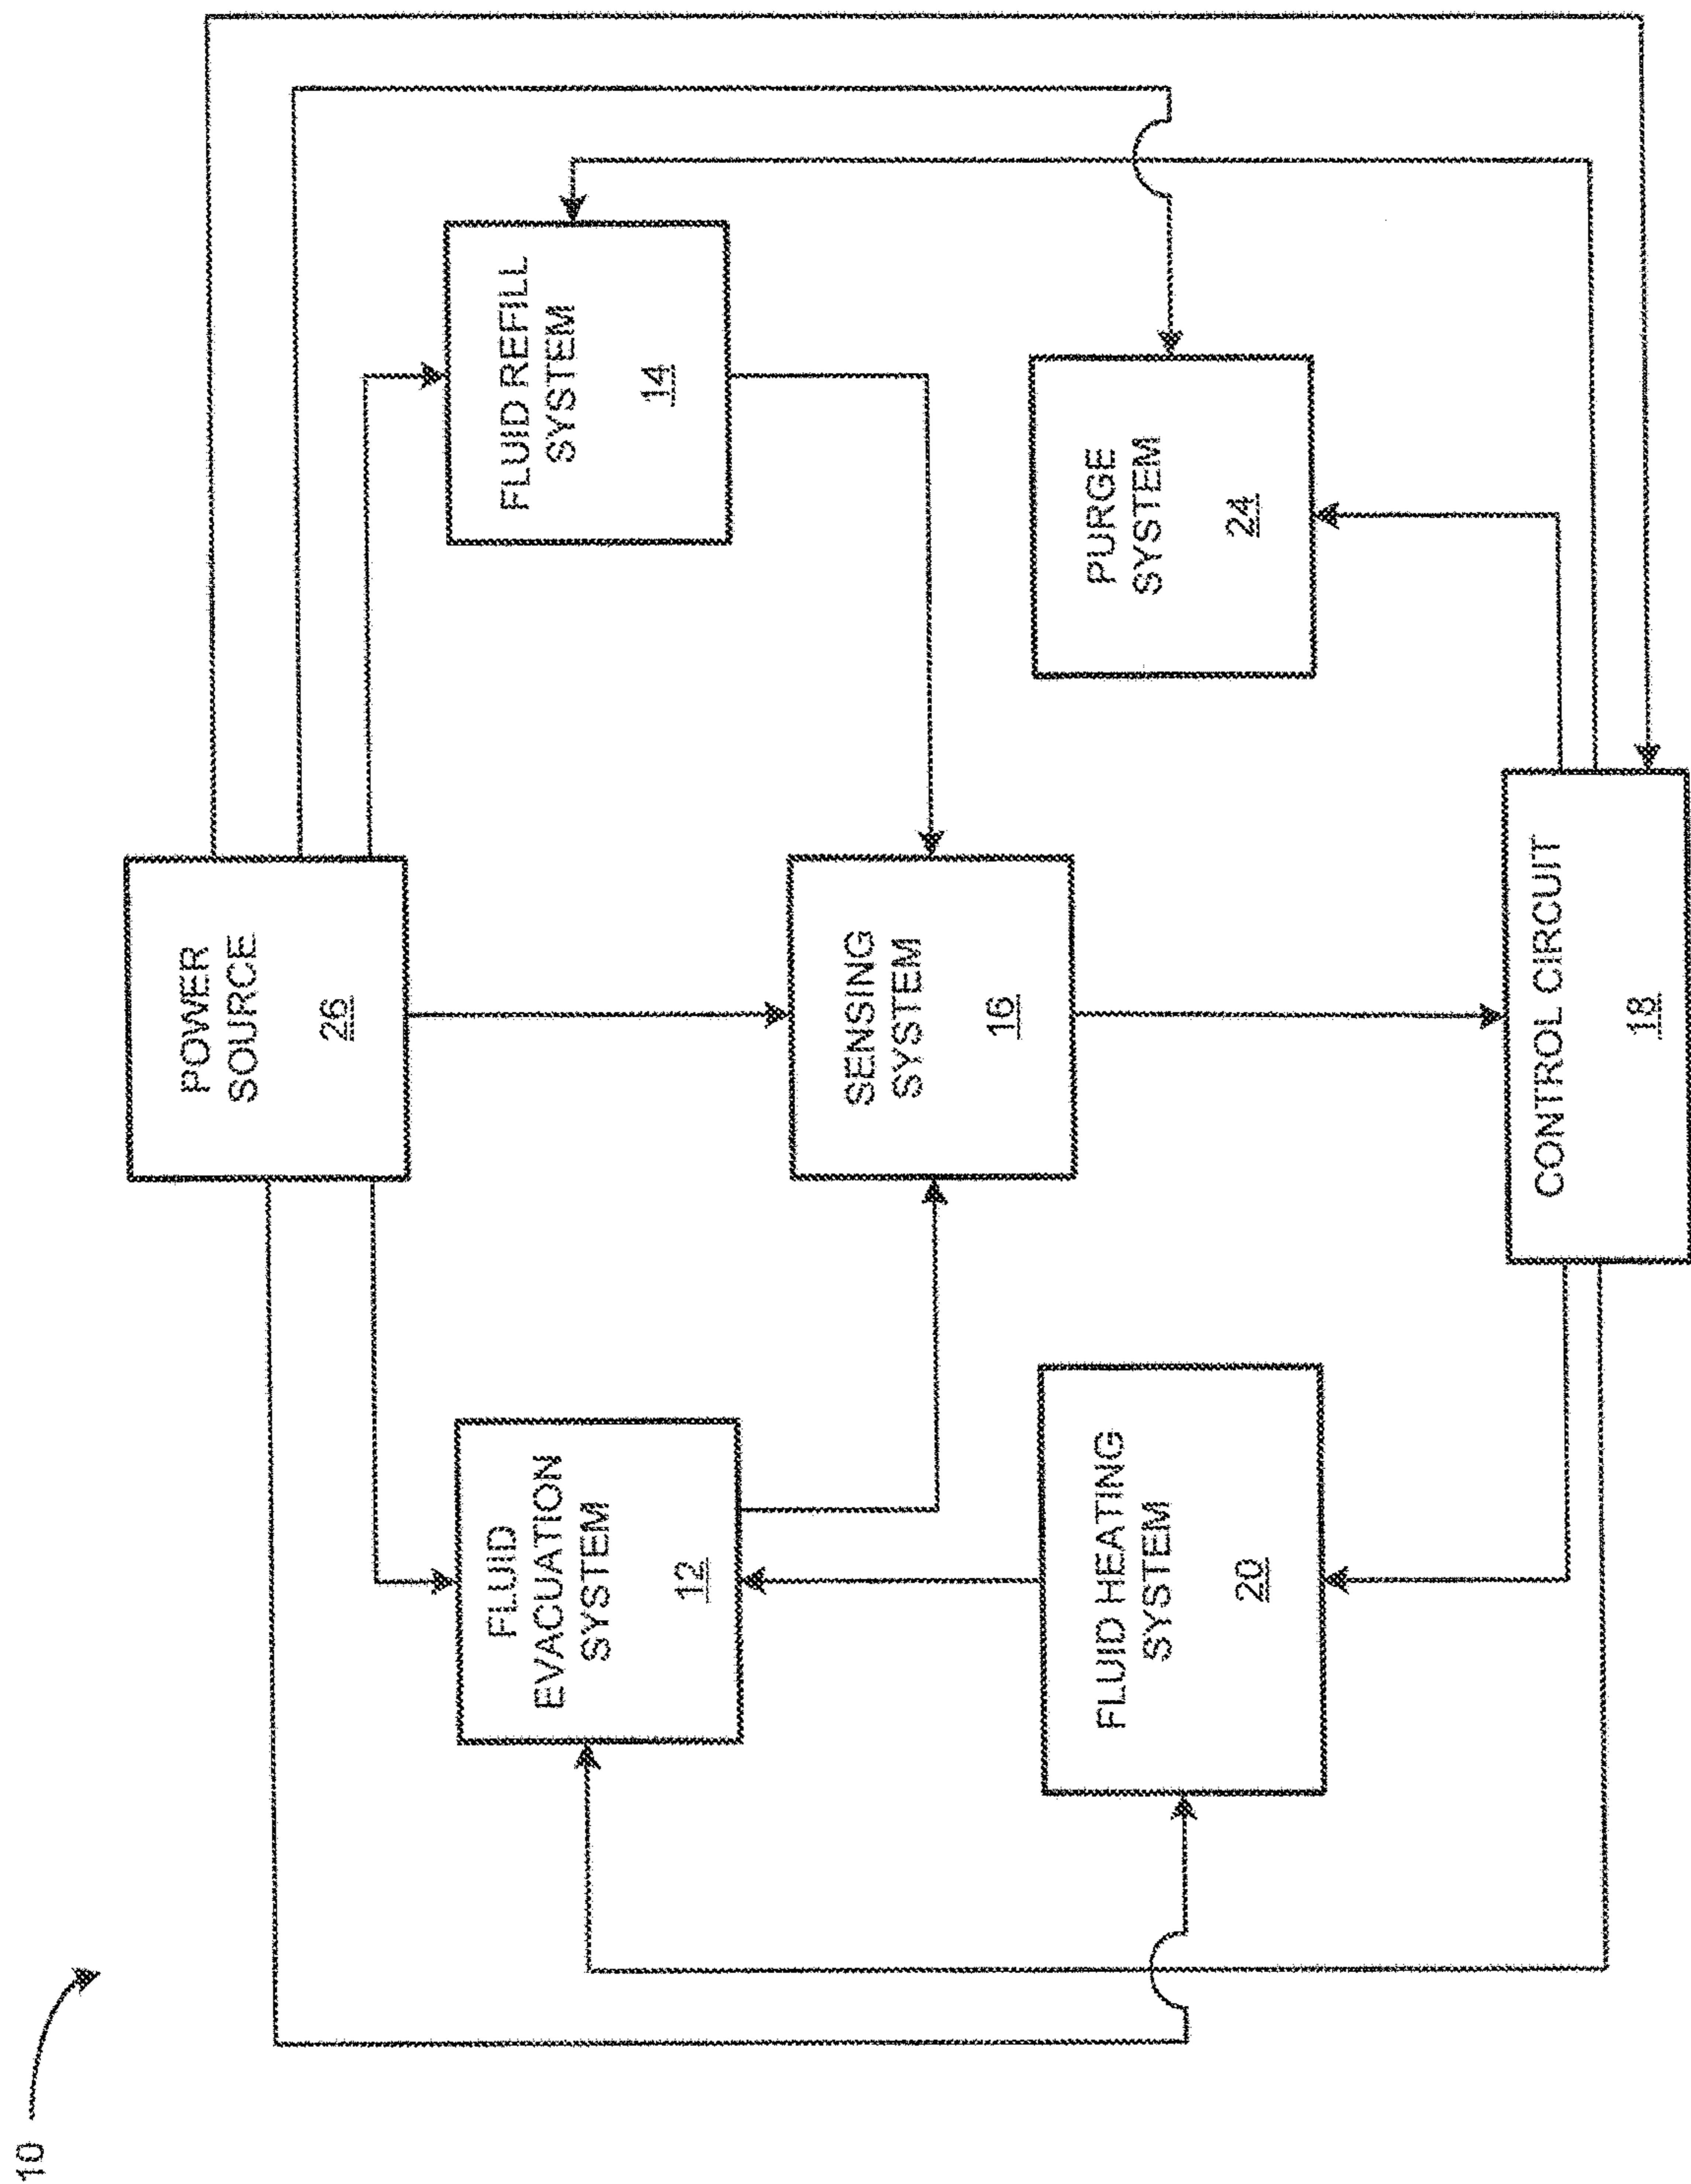 10
POWER
SOURCE
26
FLUID
EVACUATION
SYSTEM
12
SENSING
SYSTEM
16
FLUID REFILL
SYSTEM
14
FLUID HEATING
SYSTEM
20
PURGE
SYSTEM
24
CONTROL CIRCUIT
18